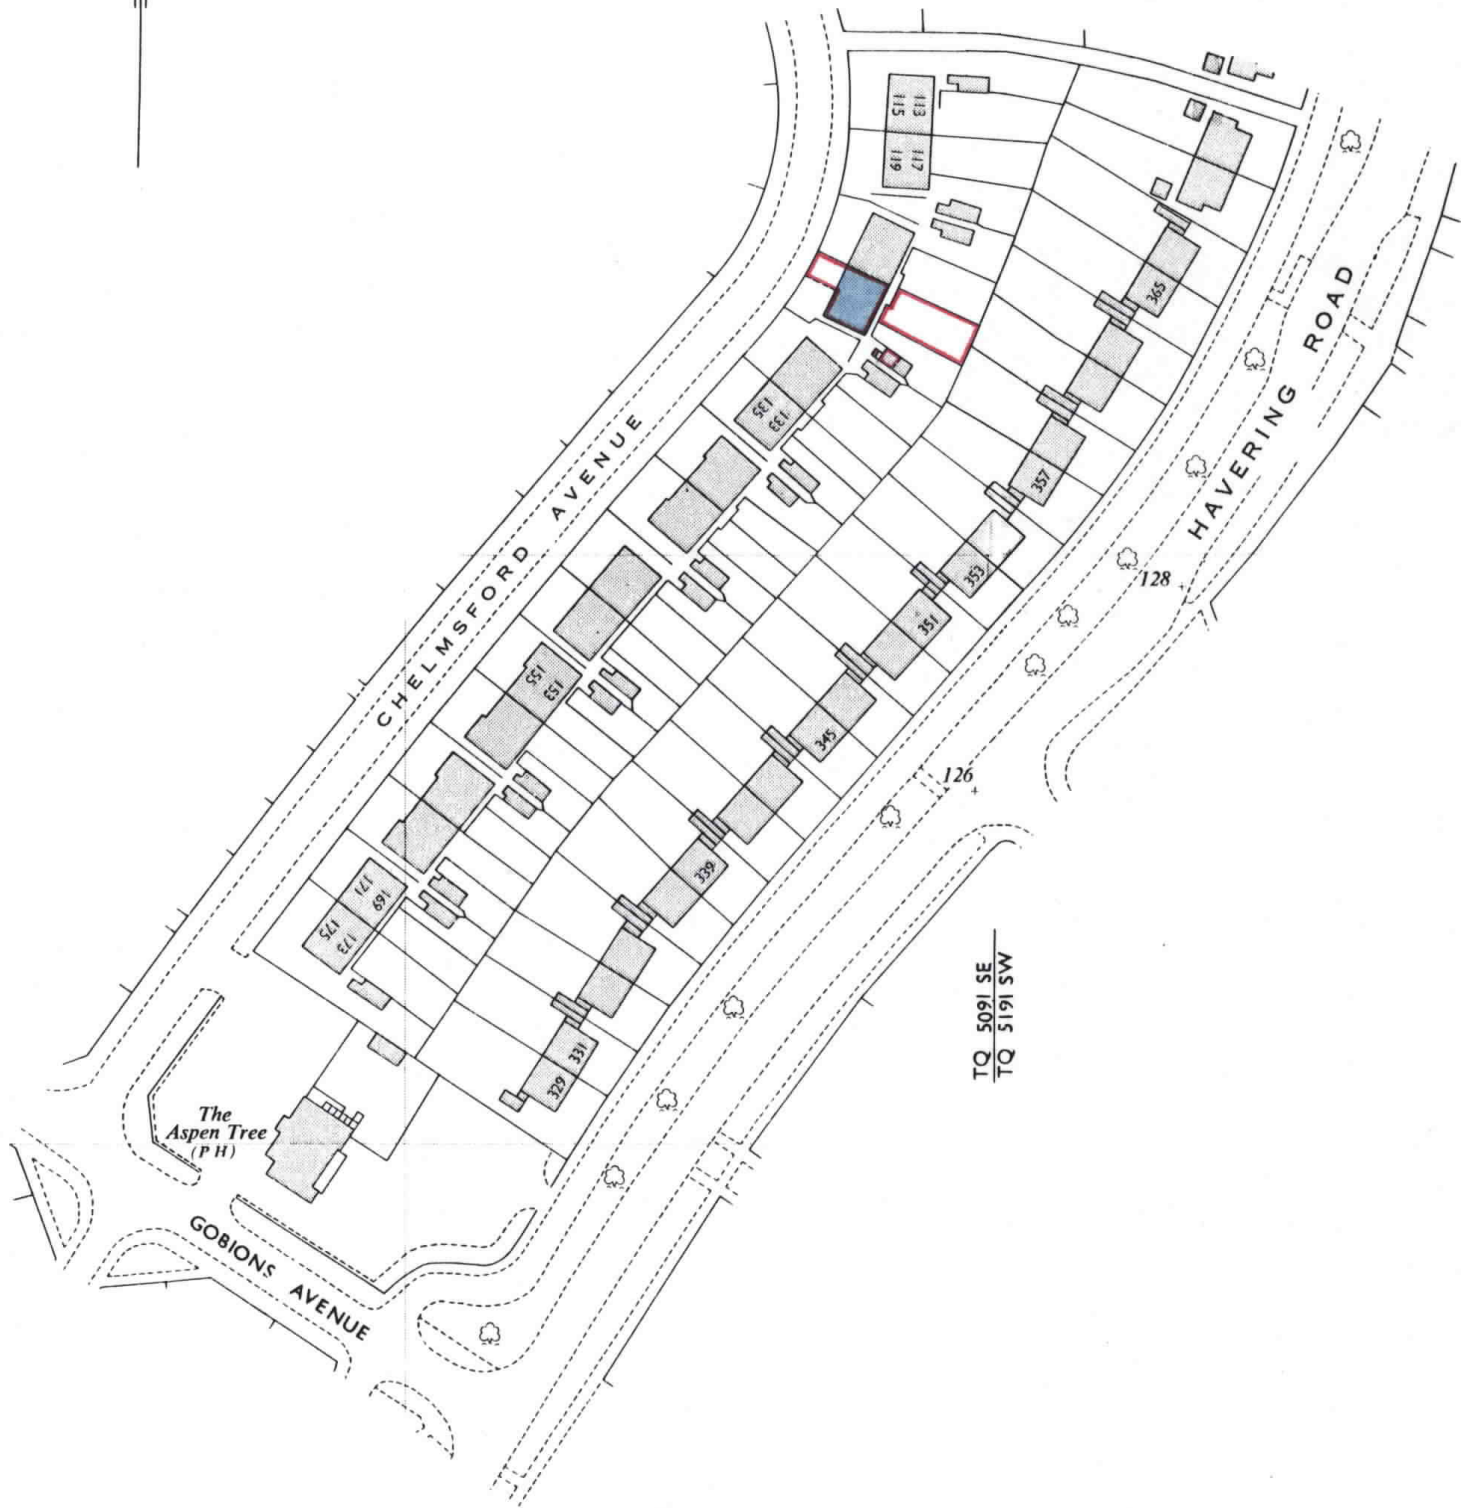 113
115
117
119
365
HAVERING ROAD
135
133
357
CHELMSFORD AVENUE
353
128
351
155
153
345
126
339
171
169
175
173
TQ 5091 SE
TQ 5191 SW
331
329
The
Aspen Tree
(P H)
GOBIONS AVENUE